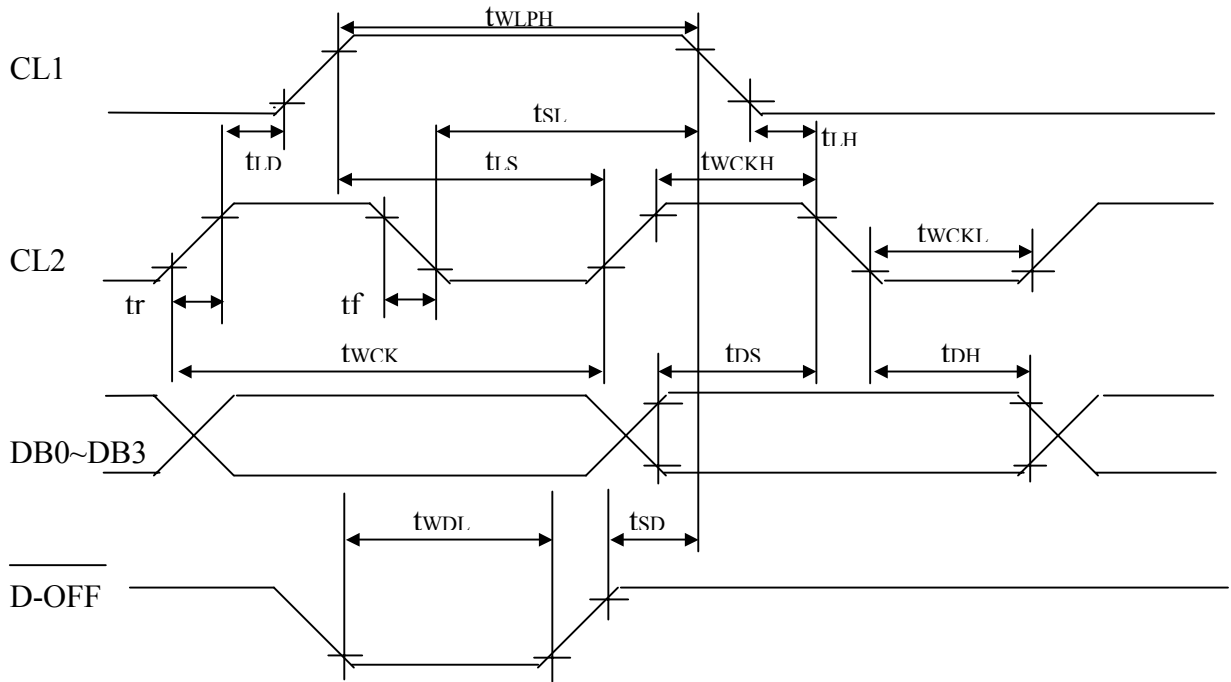 tWLPH
CL1
tSL
tLD
tLH
tLS
tWCKH
tWCKL
CL2
tr
tf
tWCK
tDS
tDH
DB0~DB3
tWDL
tSD
D-OFF